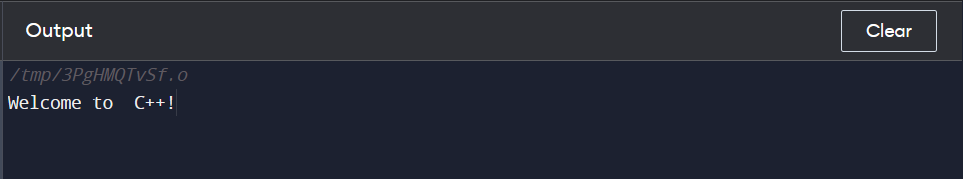 Output
Clear
/tmp/3PgHMQTvSf.o
Welcome to  C++!